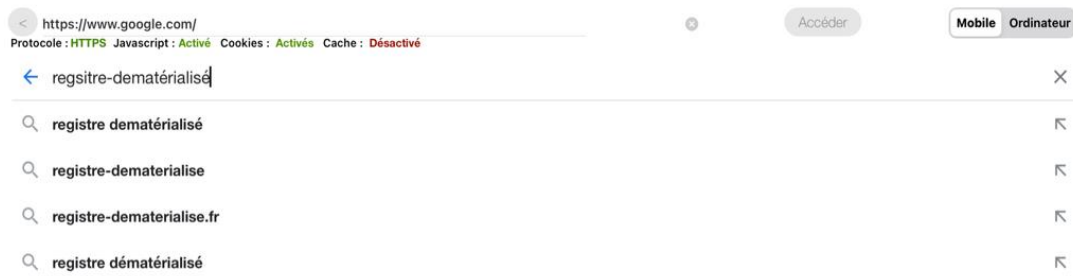 < https://www.google.com/ Accéder Mobile Ordinateur
Protocole : HTTPS Javascript : Activé Cookies : Activés Cache : Désactivé
regsitre-dematérialisé
registre dematérialisé
registre-dematerialise
registre-dematerialise.fr
registre dématérialisé